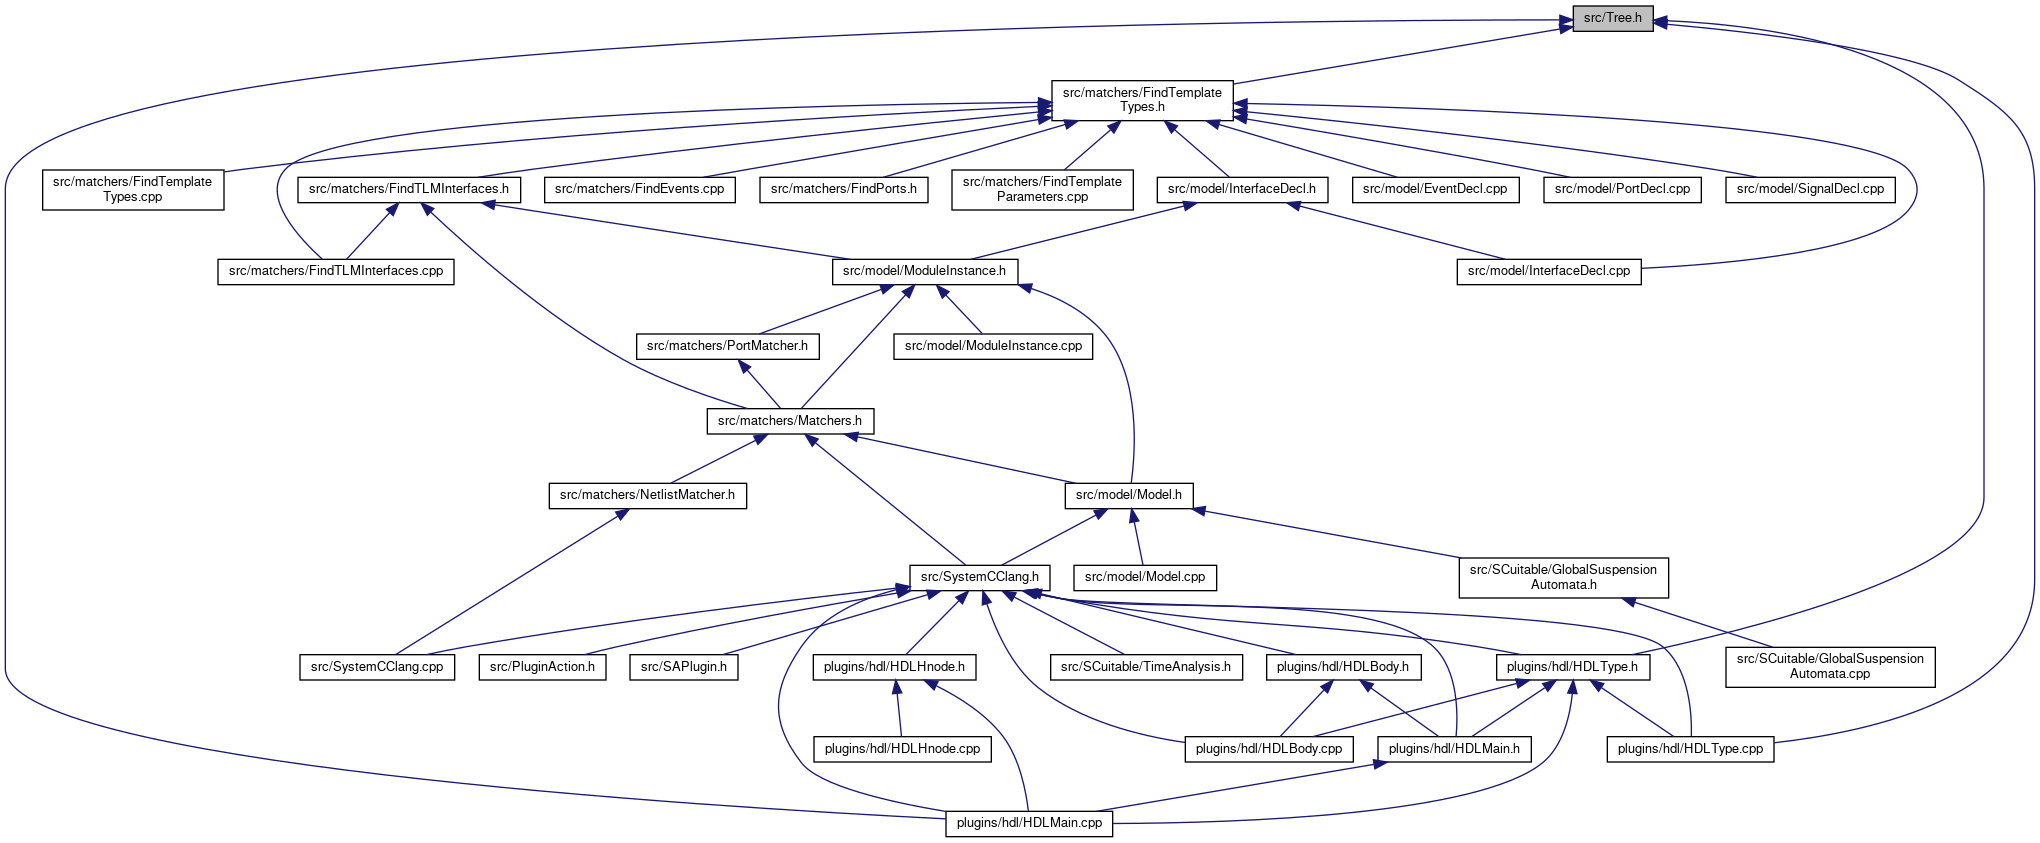 src/Tree.h
src/matchers/FindTemplate
Types.h
src/matchers/FindTemplate
Types.cpp
src/matchers/FindTLMInterfaces.h
src/matchers/FindEvents.cpp
src/matchers/FindPorts.h
src/matchers/FindTemplate
Parameters.cpp
src/model/InterfaceDecl.h
src/model/EventDecl.cpp
src/model/PortDecl.cpp
src/model/SignalDecl.cpp
src/matchers/FindTLMInterfaces.cpp
src/model/ModuleInstance.h
src/model/InterfaceDecl.cpp
src/matchers/PortMatcher.h
src/model/ModuleInstance.cpp
src/matchers/Matchers.h
src/matchers/NetlistMatcher.h
src/model/Model.h
src/SystemCClang.h
src/model/Model.cpp
src/SCuitable/GlobalSuspension
Automata.h
src/SystemCClang.cpp
src/PluginAction.h
src/SAPlugin.h
plugins/hdl/HDLHnode.h
src/SCuitable/TimeAnalysis.h
plugins/hdl/HDLBody.h
plugins/hdl/HDLType.h
src/SCuitable/GlobalSuspension
Automata.cpp
plugins/hdl/HDLHnode.cpp
plugins/hdl/HDLBody.cpp
plugins/hdl/HDLMain.h
plugins/hdl/HDLType.cpp
plugins/hdl/HDLMain.cpp